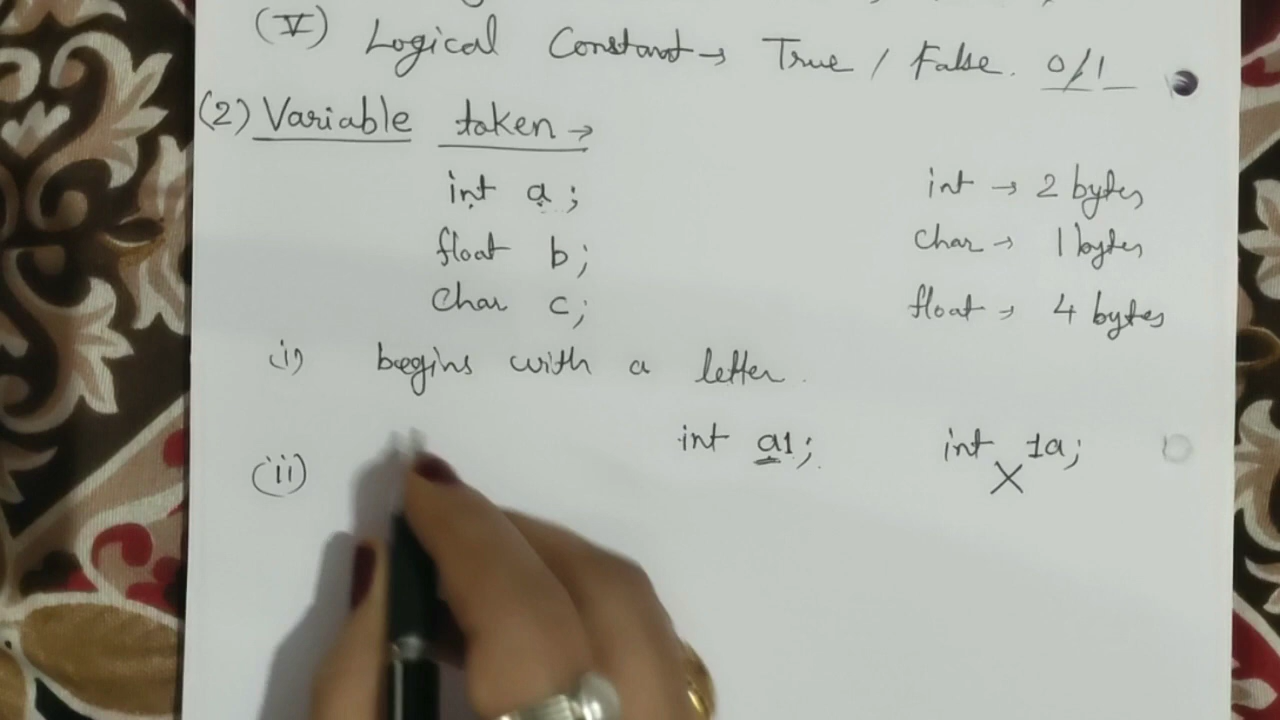 (V) Logical Constant → True / False. 0/1
(2) Variable taken →
int a; int → 2 bytes
float b; char → 1 bytes
char c; float → 4 bytes
(i) begins with a letter.
int a1; int 1a; X
(ii)